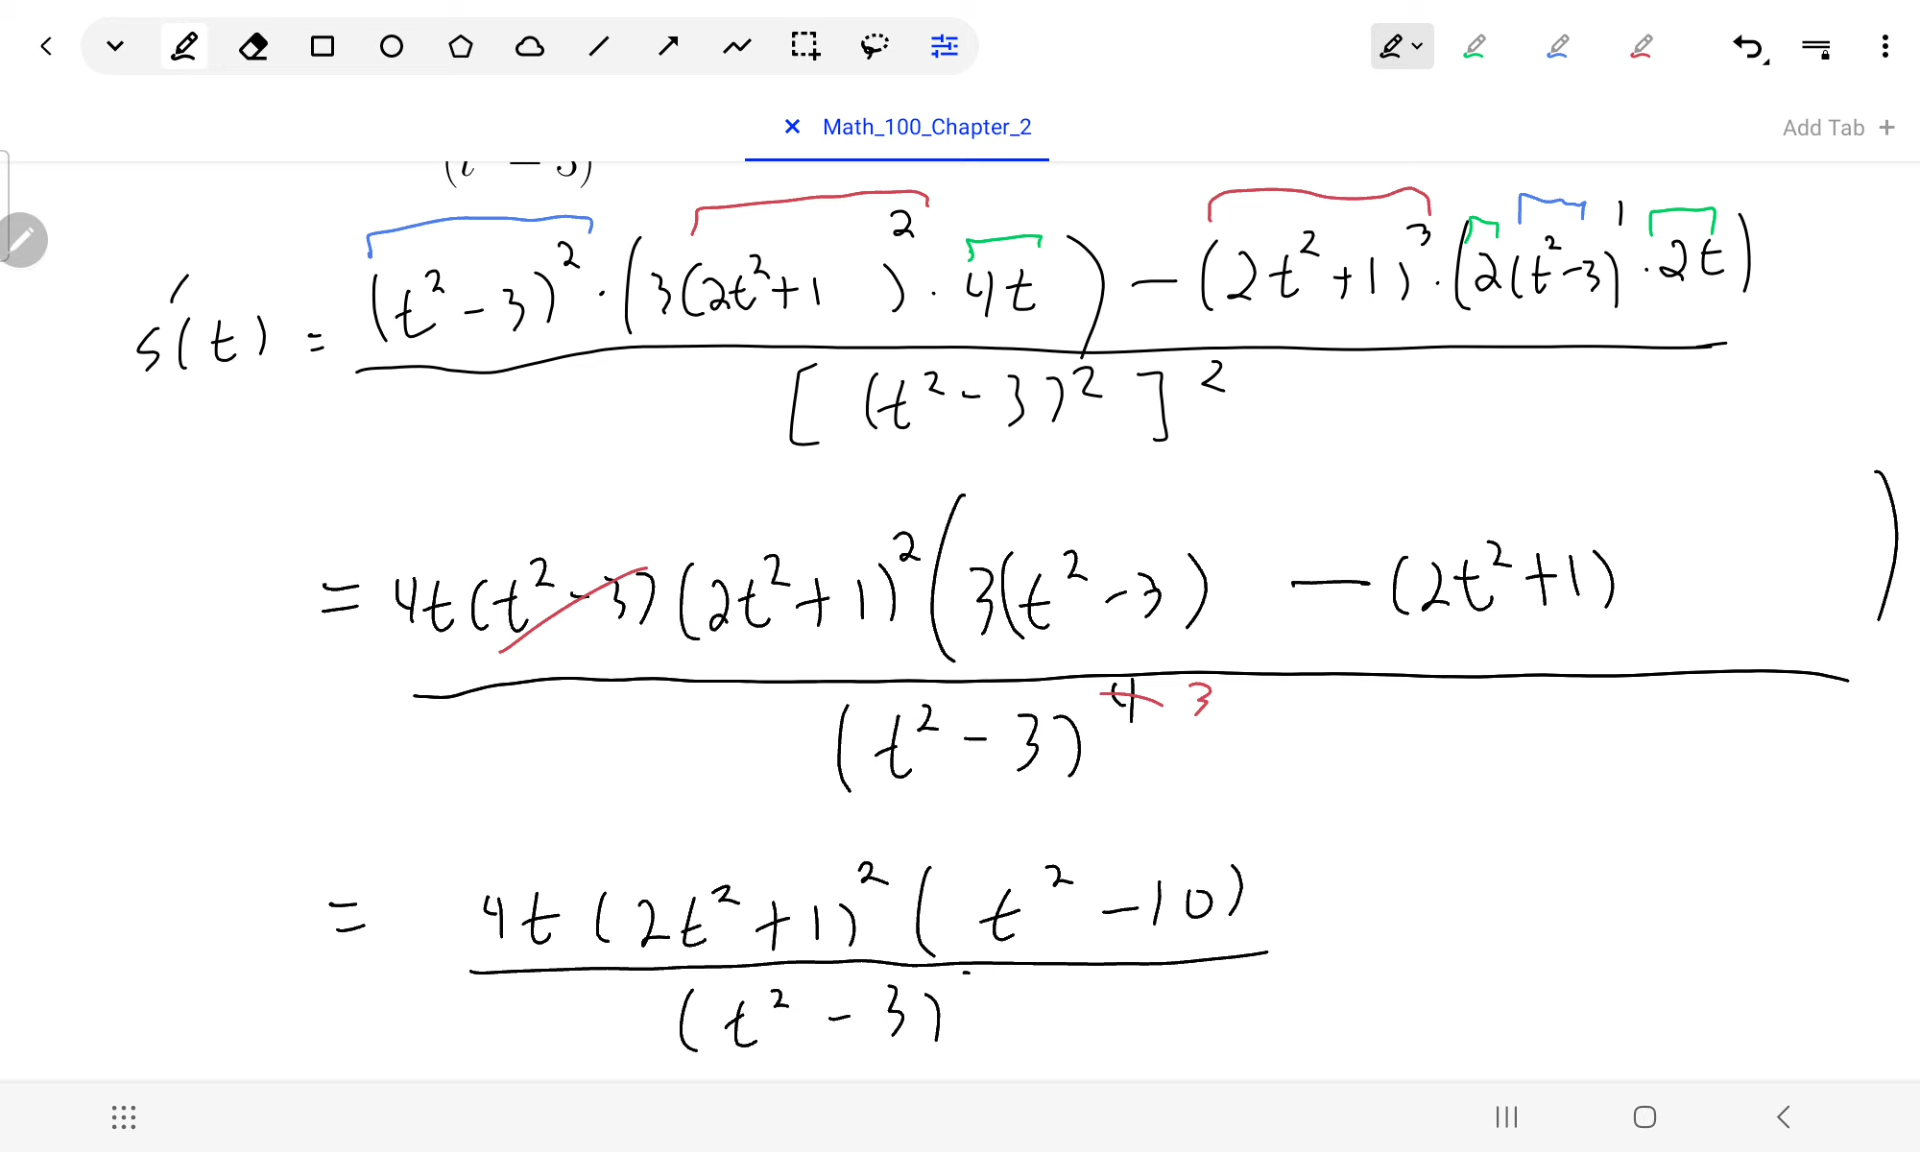 Math_100_Chapter_2
Add Tab +
s'(t) = (t² - 3)² · (3(2t² + 1)² · 4t) - (2t² + 1)³ · (2(t² - 3)¹ · 2t)
[(t² - 3)²]²
= 4t(t² - 3)(2t² + 1)² (3(t² - 3) - (2t² + 1))
(t² - 3)⁴ 3
= 4t(2t² + 1)² (t² - 10)
(t² - 3)